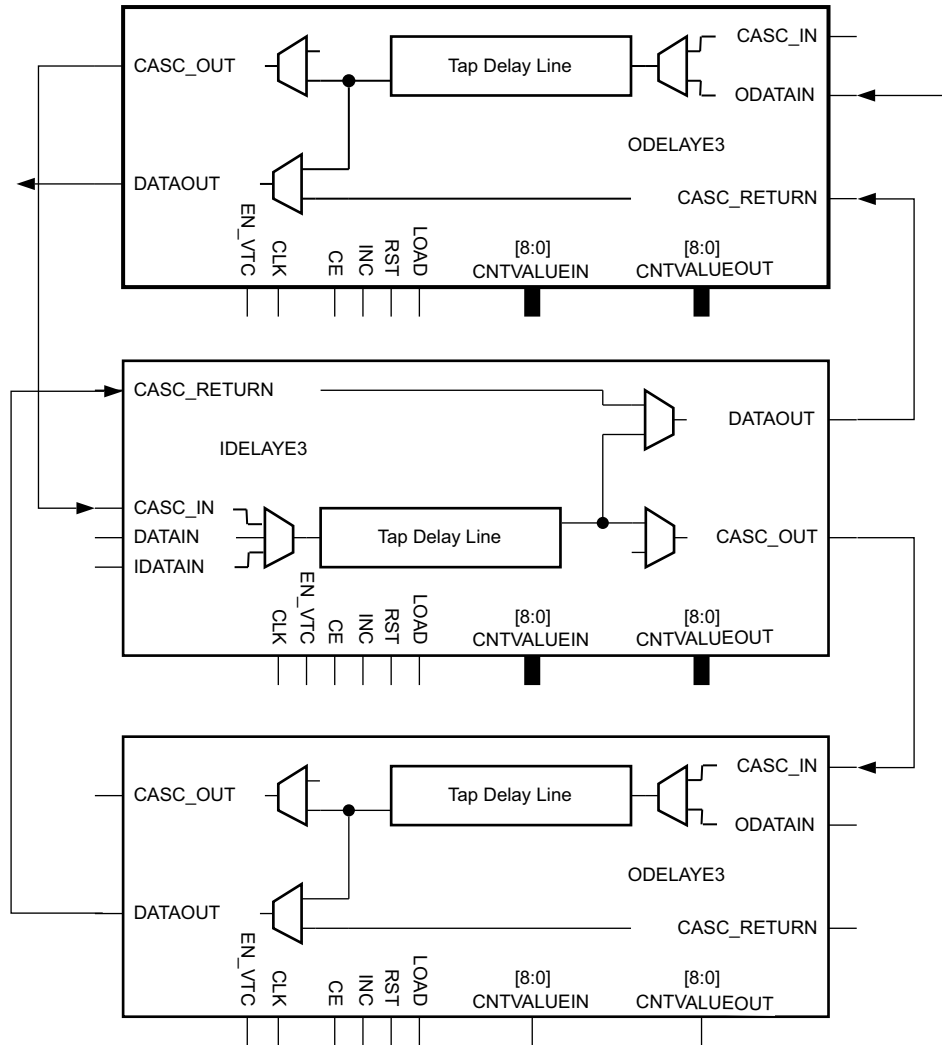 CASC_IN
CASC_OUT
Tap Delay Line
ODATAIN
ODELAYE3
DATAOUT
CASC_RETURN
EN_VTC
CLK
CE
INC
RST
LOAD
[8:0]
CNTVALUEIN
[8:0]
CNTVALUEOUT
CASC_RETURN
DATAOUT
IDELAYE3
CASC_IN
DATAIN
IDATAIN
Tap Delay Line
CASC_OUT
CLK
EN_VTC
CE
INC
RST
LOAD
[8:0]
CNTVALUEIN
[8:0]
CNTVALUEOUT
CASC_IN
CASC_OUT
Tap Delay Line
ODATAIN
ODELAYE3
DATAOUT
CASC_RETURN
EN_VTC
CLK
CE
INC
RST
LOAD
[8:0]
CNTVALUEIN
[8:0]
CNTVALUEOUT